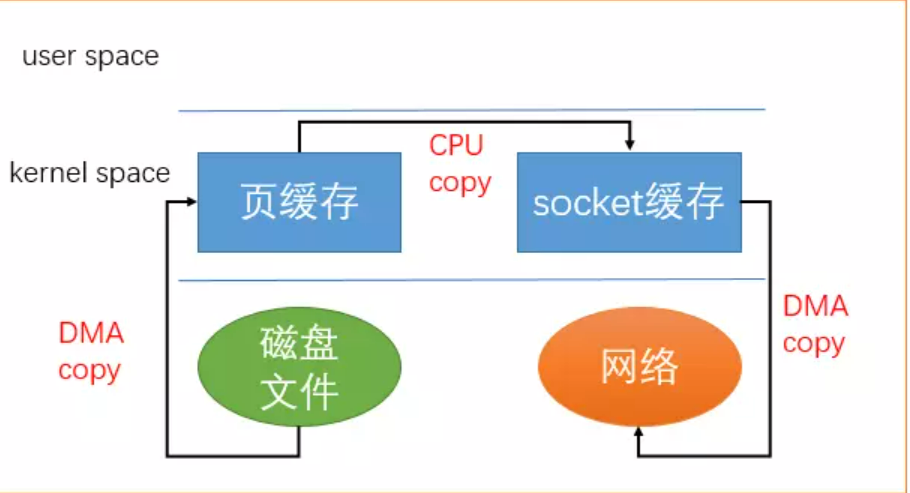 user space
kernel space
页缓存
CPU
copy
socket缓存
DMA
copy
磁盘
文件
网络
DMA
copy